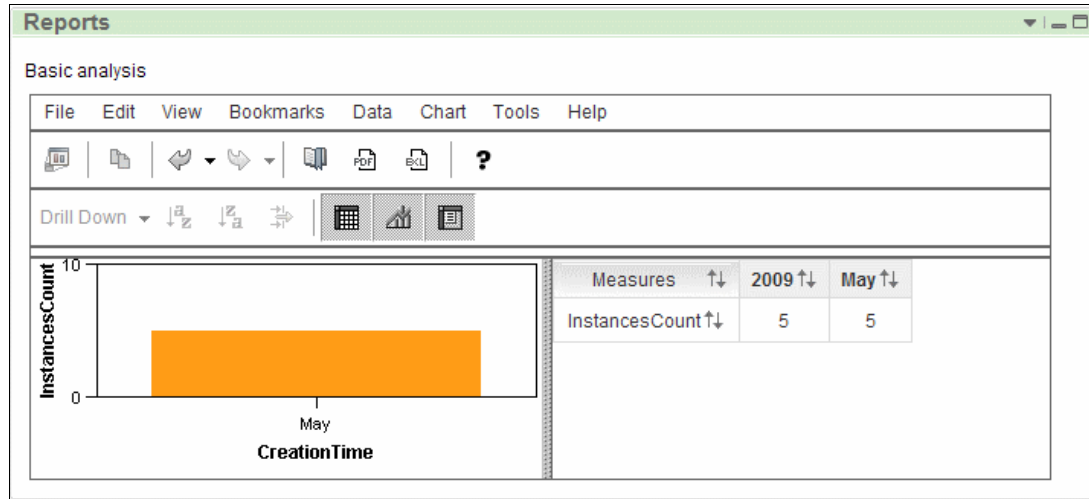 Reports
Basic analysis
File Edit View Bookmarks Data Chart Tools Help
PDF EXL ?
Drill Down a z z a
InstancesCount
10
0
May
CreationTime
Measures 2009 May
InstancesCount 5 5